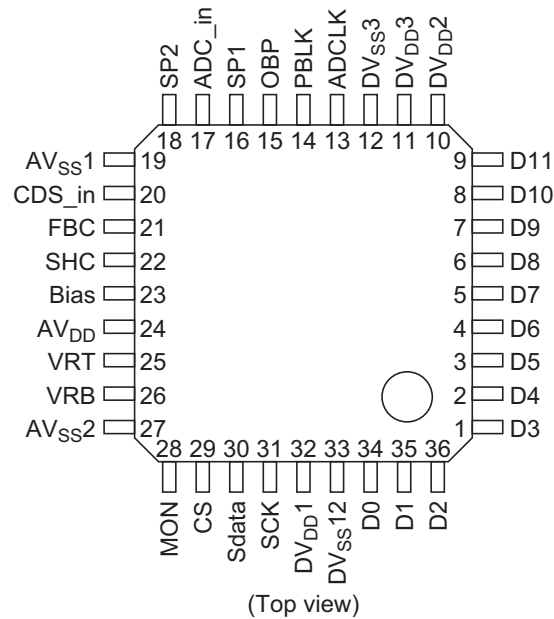 SP2
ADC_in
SP1
OBP
PBLK
ADCLK
DVSS3
DVDD3
DVDD2
18 17 16 15 14 13 12 11 10
AVSS1 19 9 D11
CDS_in 20 8 D10
FBC 21 7 D9
SHC 22 6 D8
Bias 23 5 D7
AVDD 24 4 D6
VRT 25 3 D5
VRB 26 2 D4
AVSS2 27 1 D3
28 29 30 31 32 33 34 35 36
MON
CS
Sdata
SCK
DVDD1
DVSS12
D0
D1
D2
(Top view)